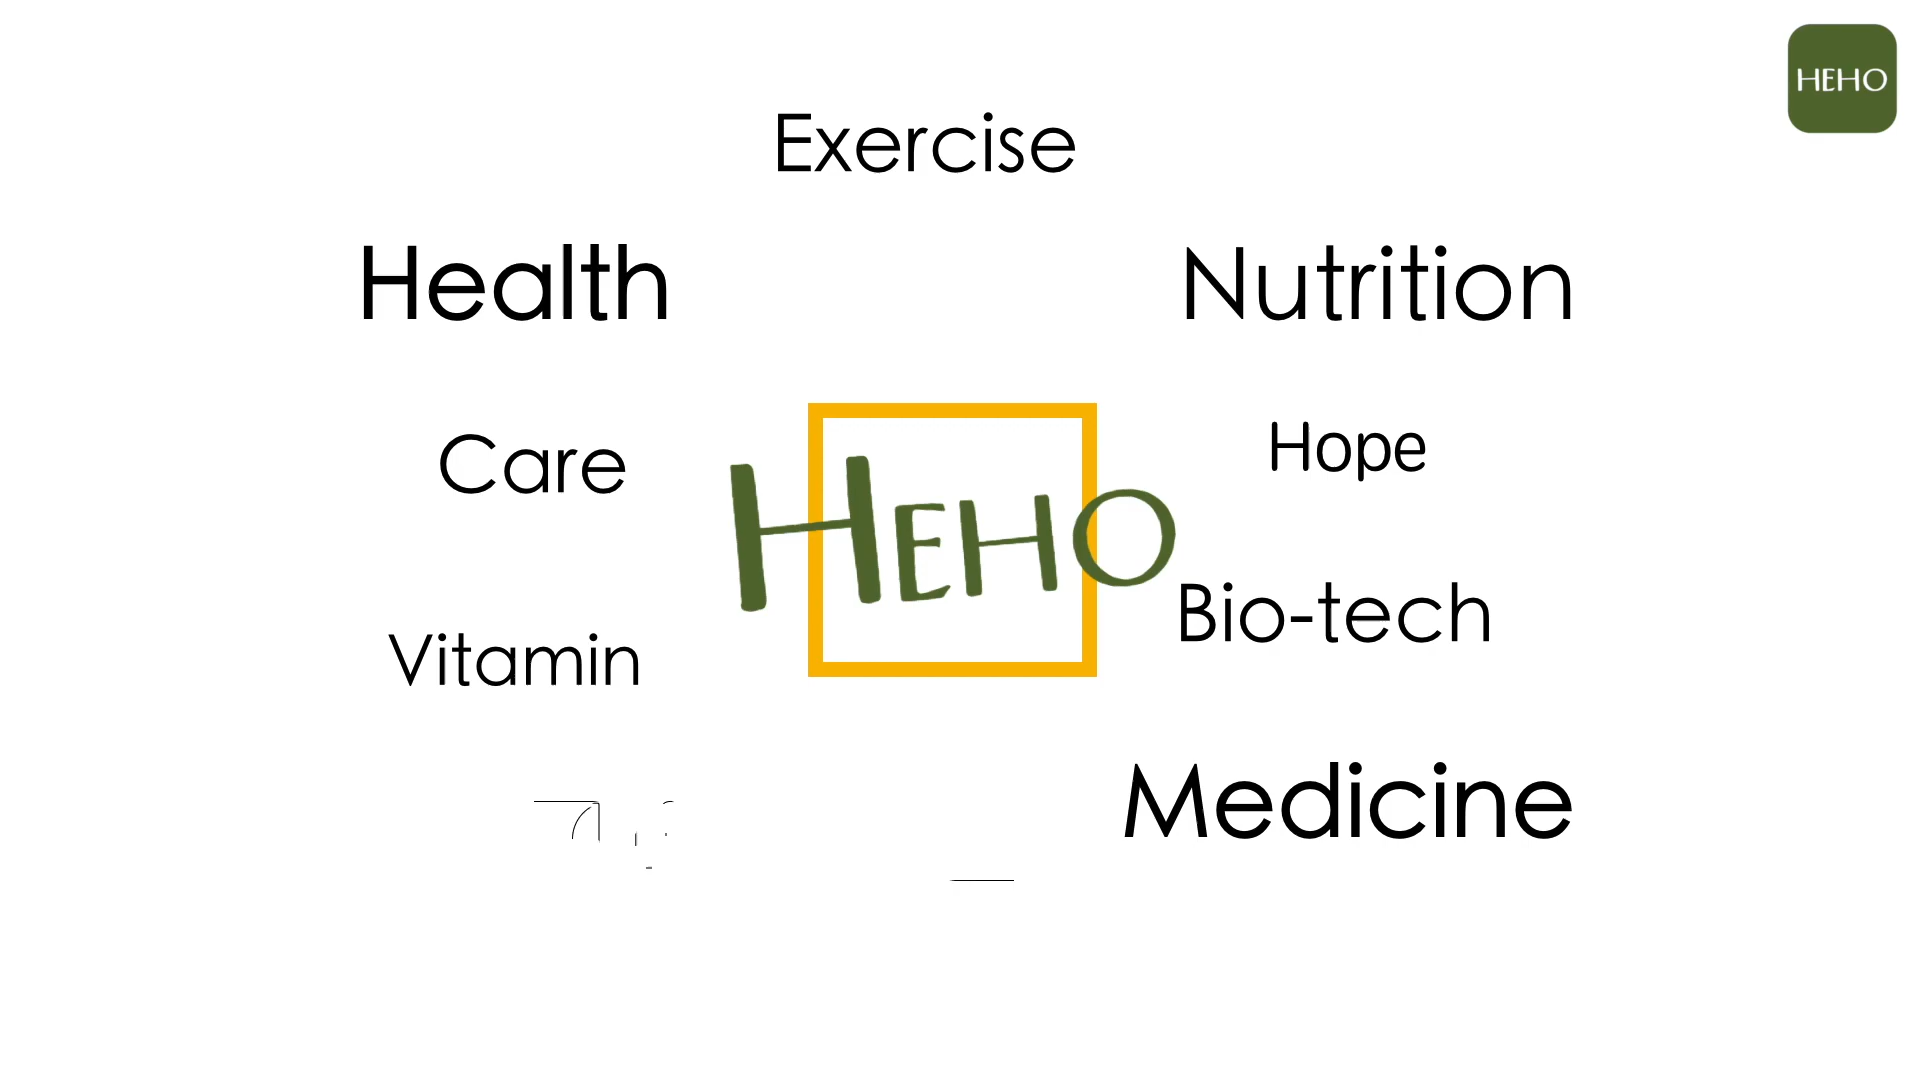 HEHO
Exercise
Health
Nutrition
Care
Hope
HEHO
Bio-tech
Vitamin
Medicine